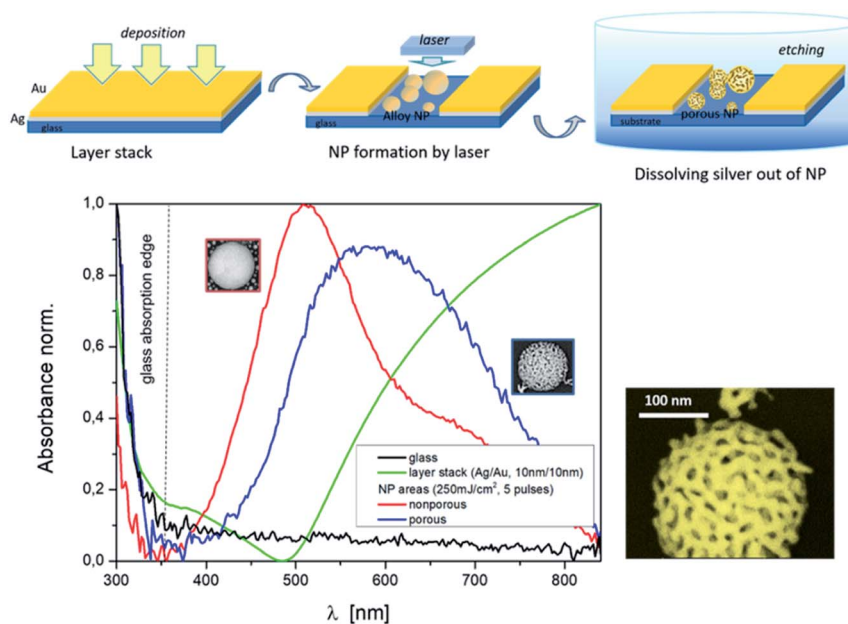 deposition
Au
Ag
glass
Layer stack
laser
Alloy NP
glass
NP formation by laser
etching
porous NP
substrate
Dissolving silver out of NP
Absorbance norm.
1,0
0,8
0,6
0,4
0,2
0,0
glass absorption edge
glass
layer stack (Ag/Au, 10nm/10nm)
NP areas (250mJ/cm², 5 pulses)
nonporous
porous
300
400
500
600
700
800
λ [nm]
100 nm